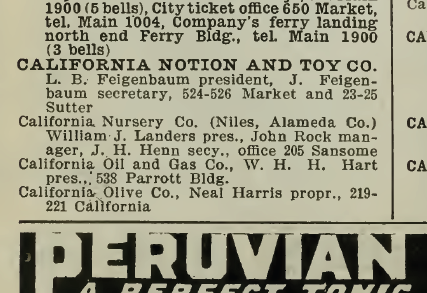 1900 (5 bells), City ticket office 650 Market,
tel. Main 1004, Company's ferry landing
north end Ferry Bldg., tel. Main 1900
(3 bells)
CALIFORNIA NOTION AND TOY CO.
L. B. Feigenbaum president, J. Feigen-
baum secretary, 524-526 Market and 23-25
Sutter
California Nursery Co. (Niles, Alameda Co.)
William J. Landers pres., John Rock man-
ager, J. H. Henn secy., office 205 Sansome
California Oil and Gas Co., W. H. H. Hart
pres., 538 Parrott Bldg.
California Olive Co., Neal Harris propr., 219-
221 California
Ca
CA
CA
CA
PERUVIAN
A PERFECT TONIC